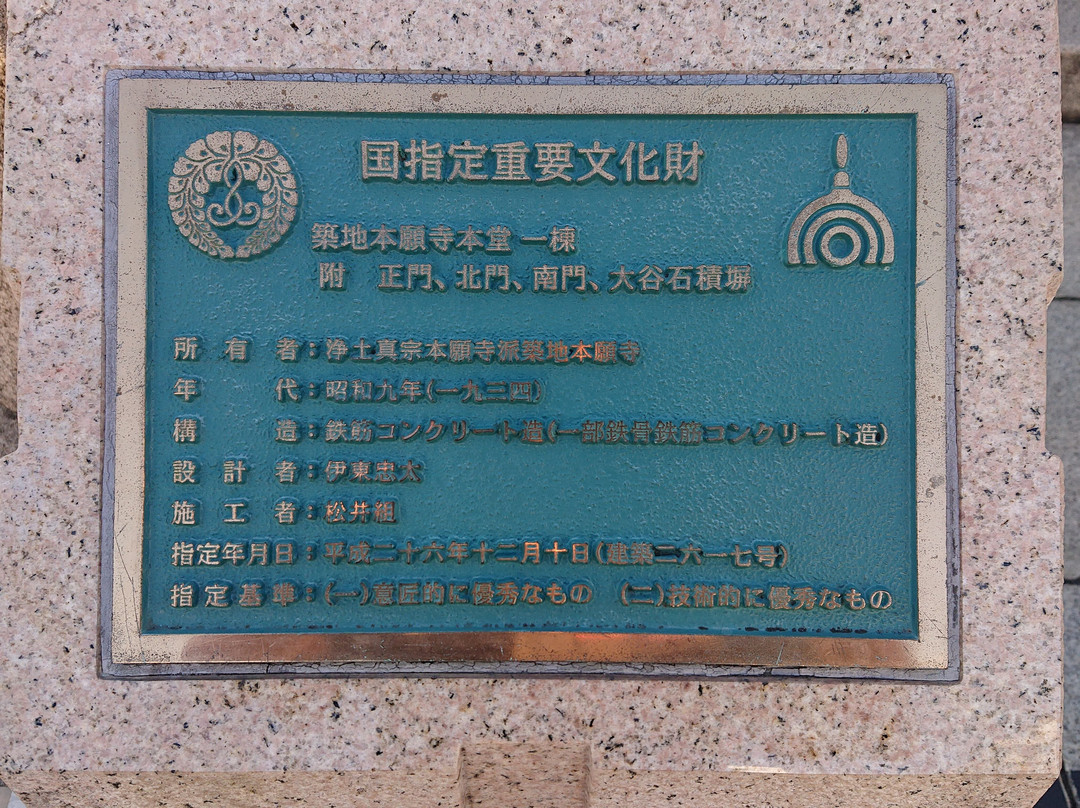 国指定重要文化財
築地本願寺本堂 一棟
附　正門、北門、南門、大谷石積塀
所有者：浄土真宗本願寺派築地本願寺
年代：昭和九年(一九三四)
構造：鉄筋コンクリート造(一部鉄骨鉄筋コンクリート造)
設計者：伊東忠太
施工者：松井組
指定年月日：平成二十六年十二月十日(建築二六一七号)
指定基準：(一)意匠的に優秀なもの　(二)技術的に優秀なもの